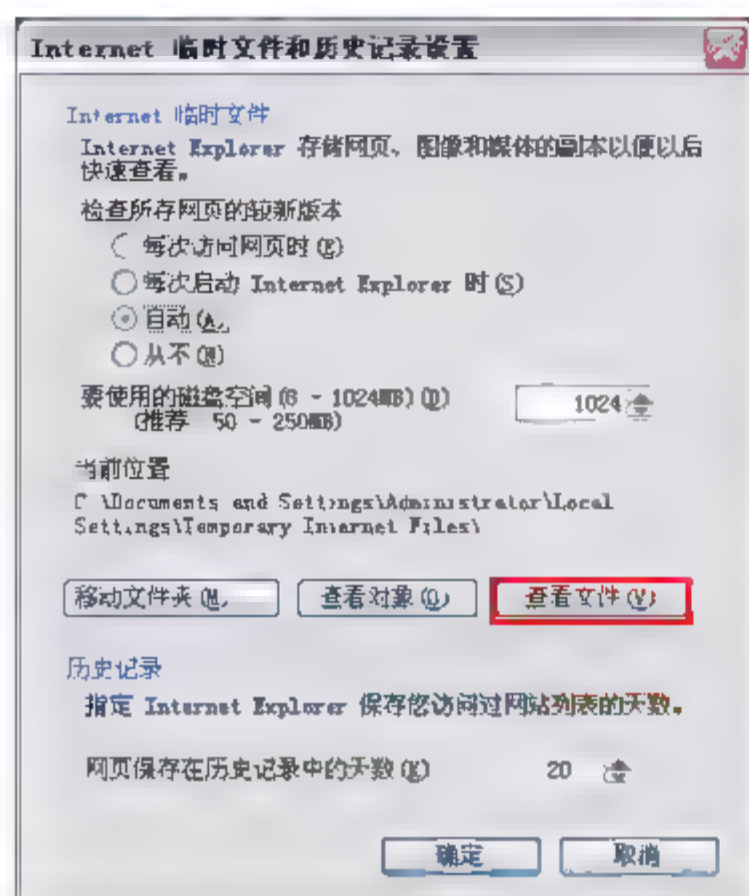 Internet 临时文件和历史记录设置
Internet 临时文件
Internet Explorer 存储网页、图像和媒体的副本以便以后
快速查看。
检查所存网页的较新版本
每次访问网页时(E)
每次启动 Internet Explorer 时(S)
自动(A)
从不(N)
要使用的磁盘空间(8 - 1024MB)(D) 1024
(推荐 50 - 250MB)
当前位置
C \Documents and Settings\Administrator\Local
Settings\Temporary Internet Files\
移动文件夹(M) 查看对象(O) 查看文件(V)
历史记录
指定 Internet Explorer 保存您访问过网站列表的天数。
网页保存在历史记录中的天数(K) 20
确定 取消